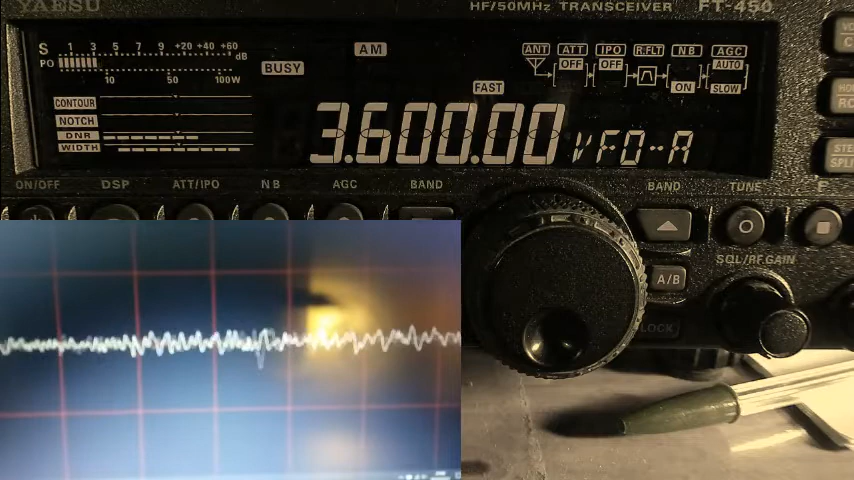 YAESU HF/50MHz TRANSCEIVER FT-450
S 1 3 5 7 9 +20 +40 +60 dB
PO 10 50 100W
BUSY
AM
FAST
ANT ATT IPO R.FLT NB AGC
OFF OFF AUTO
ON SLOW
CONTOUR
NOTCH
DNR
WIDTH
3.600.00 VFO-A
ON/OFF DSP ATT/IPO NB AGC BAND BAND TUNE
A/B
SQL/RF GAIN
LOCK